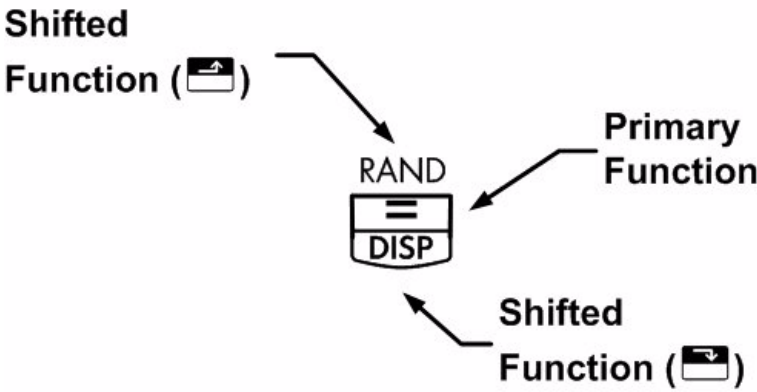 Shifted
Function ( )
RAND
Primary
Function
=
DISP
Shifted
Function ( )